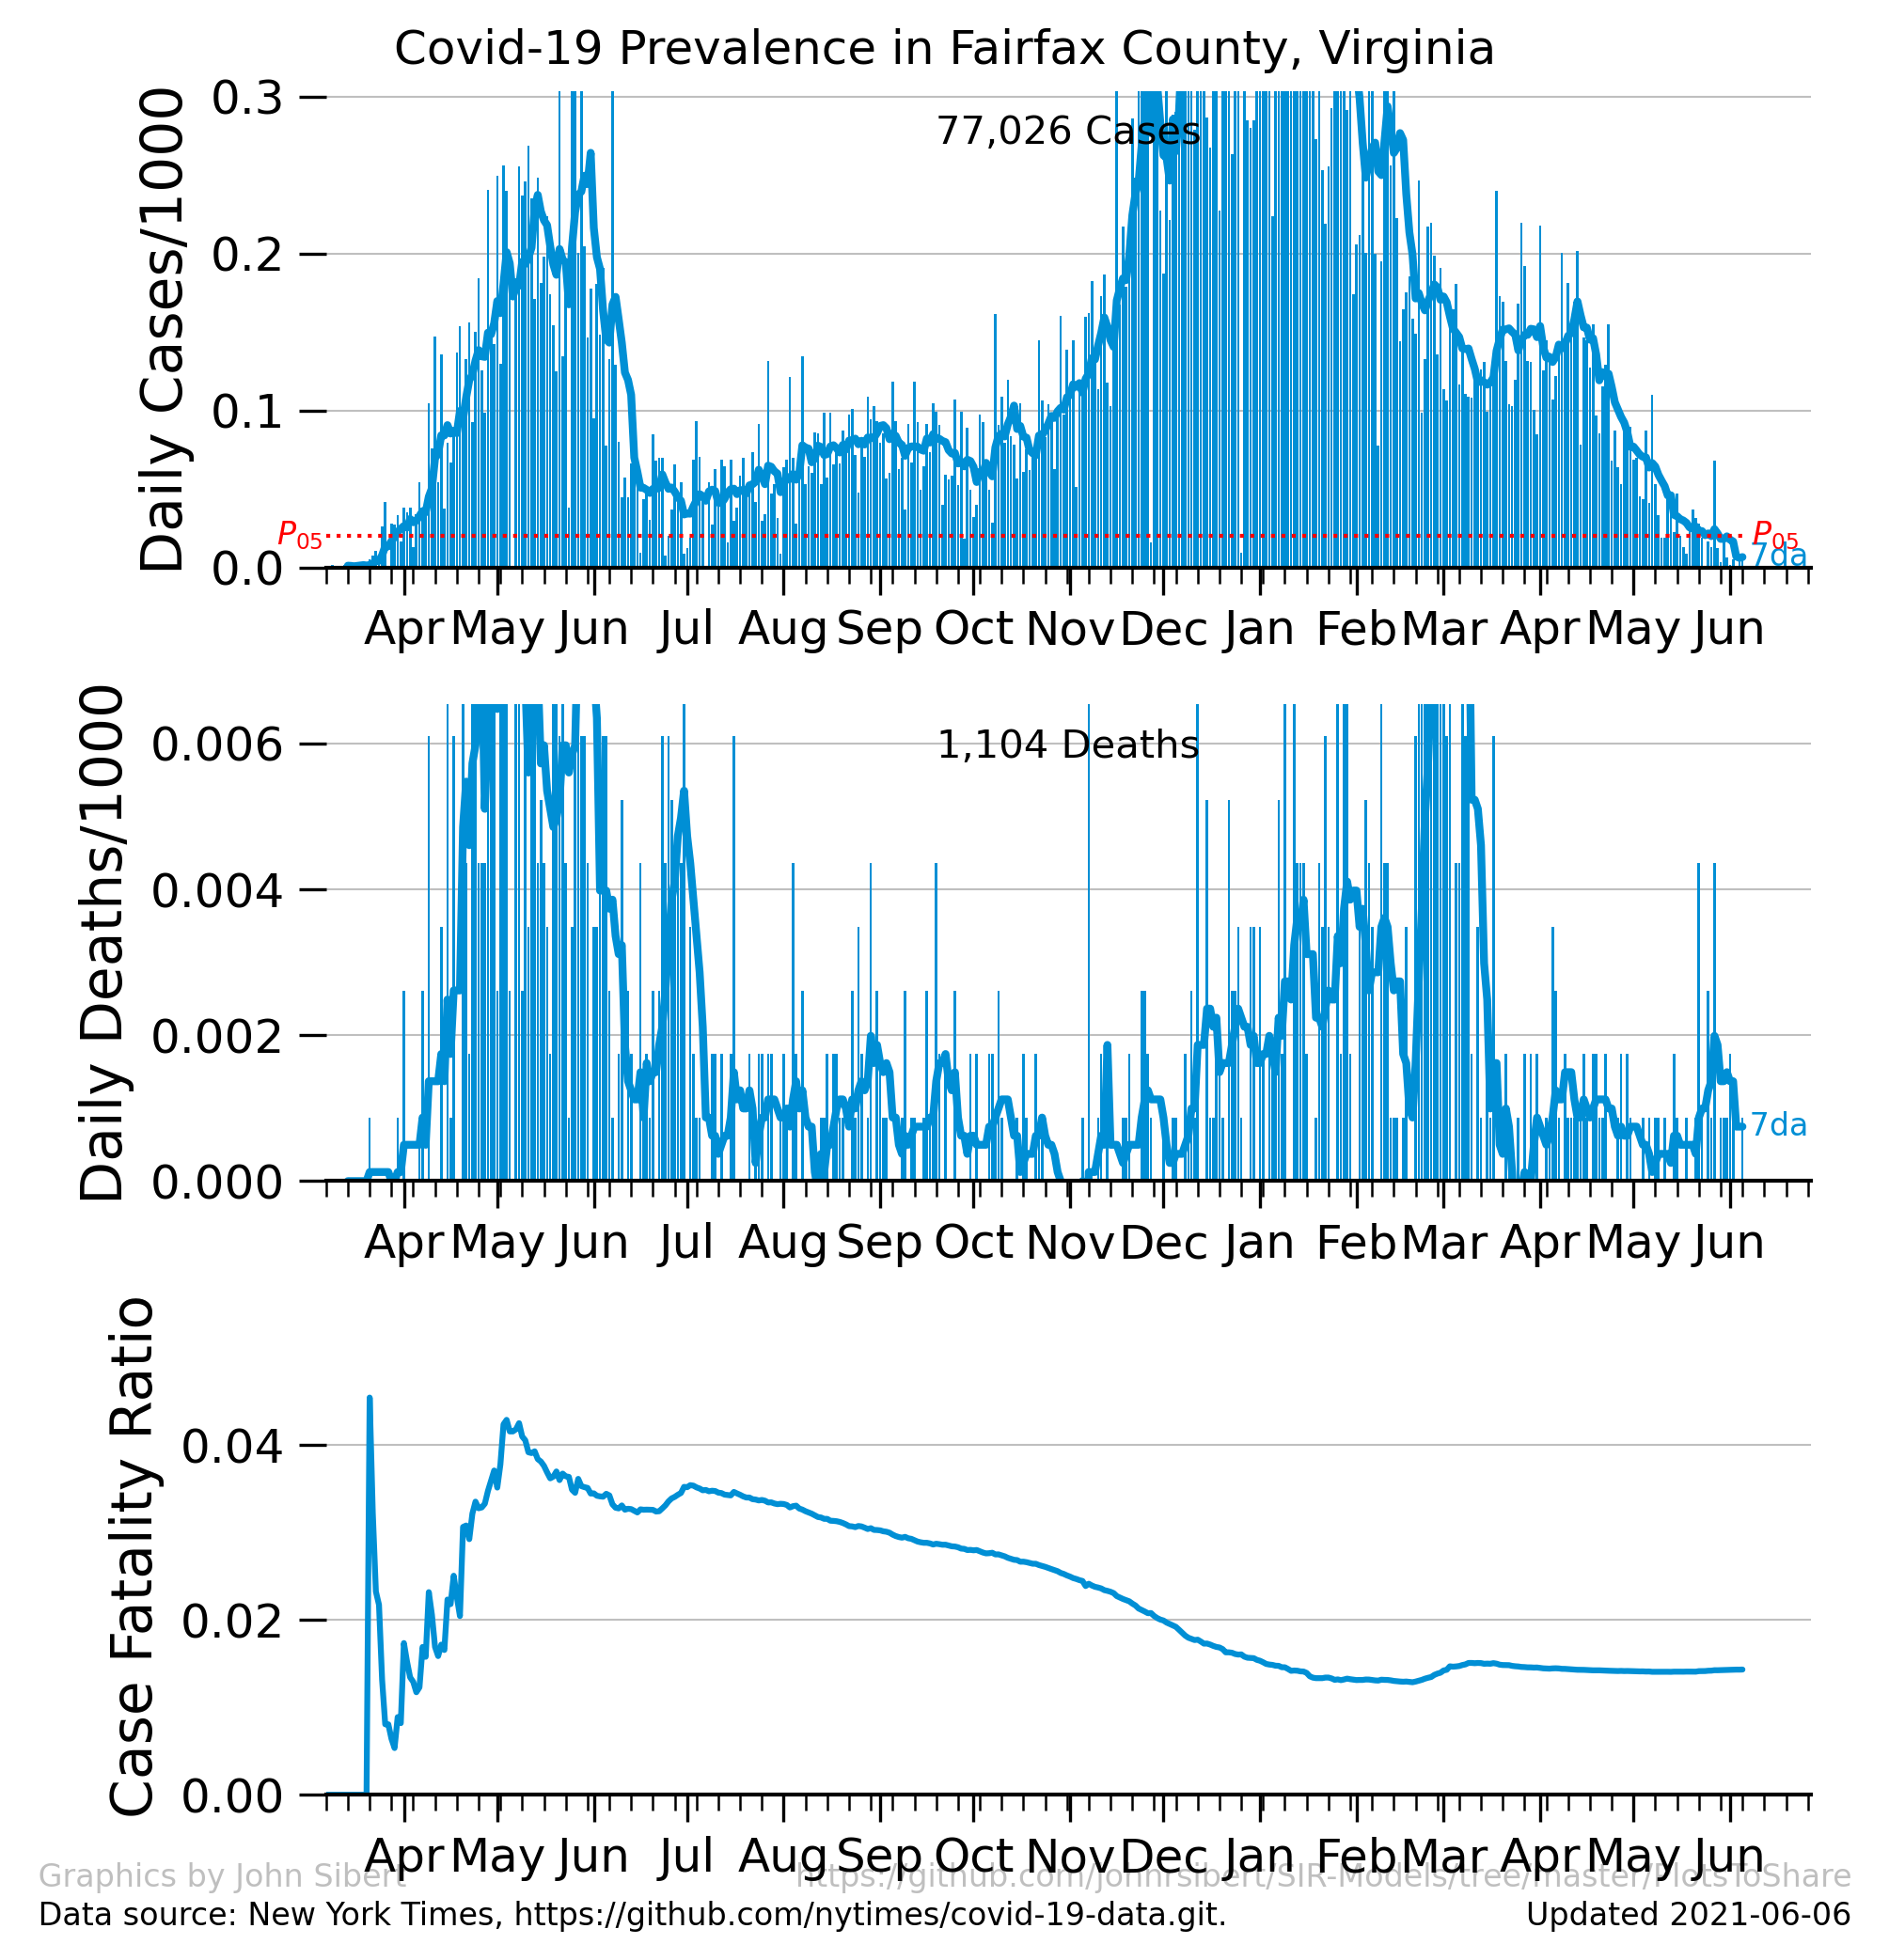 Covid-19 Prevalence in Fairfax County, Virginia
Daily Cases/1000
0.3
0.2
0.1
0.0
77,026 Cases
P05
P05
7da
Apr May Jun Jul Aug Sep Oct Nov Dec Jan Feb Mar Apr May Jun
Daily Deaths/1000
0.006
0.004
0.002
0.000
1,104 Deaths
7da
Apr May Jun Jul Aug Sep Oct Nov Dec Jan Feb Mar Apr May Jun
Case Fatality Ratio
0.04
0.02
0.00
Apr May Jun Jul Aug Sep Oct Nov Dec Jan Feb Mar Apr May Jun
Graphics by John Sibert
https://github.com/johnrsibert/SIR-Models/tree/master/PlotsToShare
Data source: New York Times, https://github.com/nytimes/covid-19-data.git.
Updated 2021-06-06